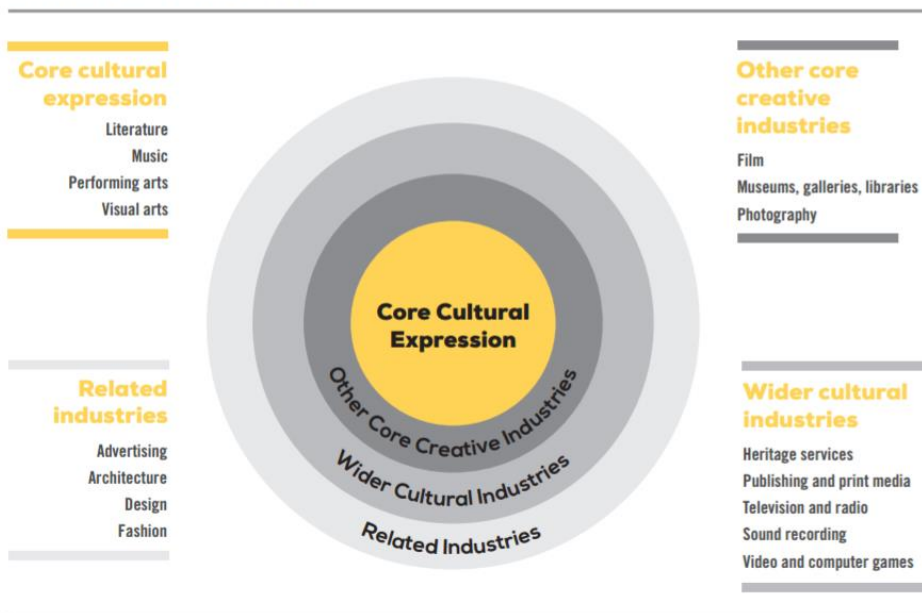 Core cultural
expression
Literature
Music
Performing arts
Visual arts
Other core
creative
industries
Film
Museums, galleries, libraries
Photography
Core Cultural
Expression
Other Core Creative Industries
Wider Cultural Industries
Related Industries
Related
industries
Advertising
Architecture
Design
Fashion
Wider cultural
industries
Heritage services
Publishing and print media
Television and radio
Sound recording
Video and computer games